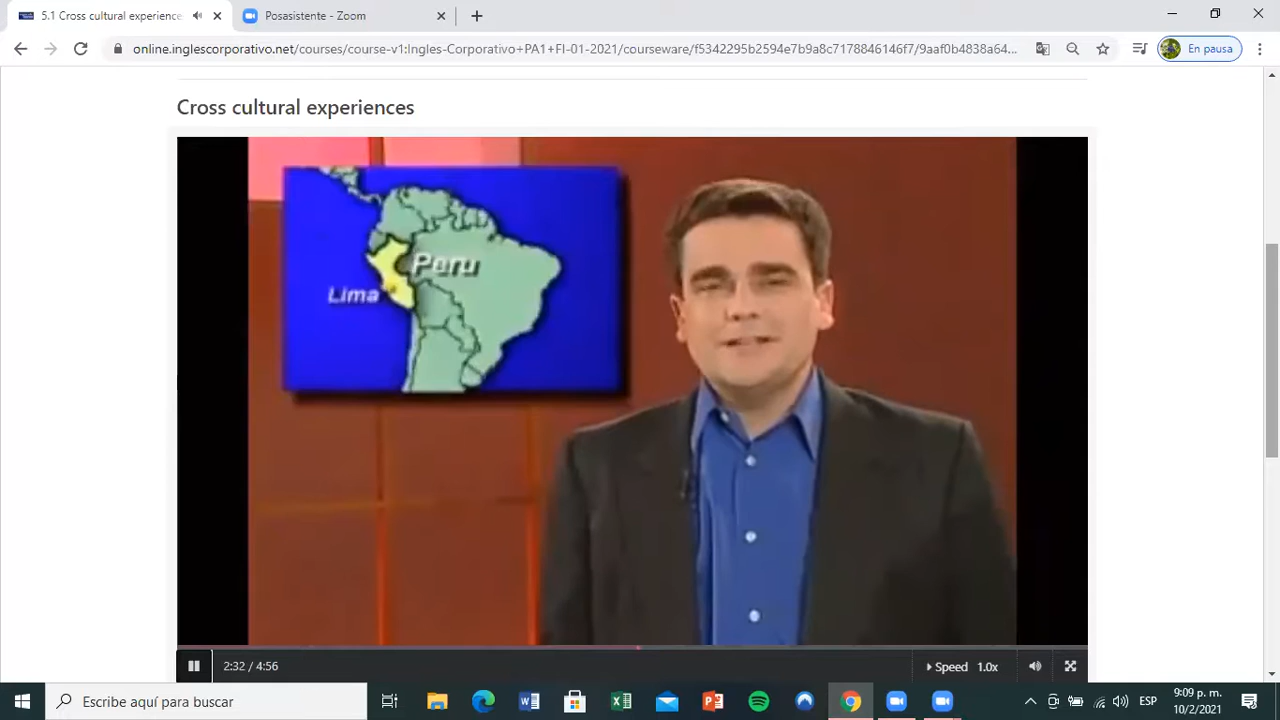 5.1 Cross cultural experience
Posasistente - Zoom
online.inglescorporativo.net/courses/course-v1:Ingles-Corporativo+PA1+FI-01-2021/courseware/f5342295b2594e7b9a8c7178846146f7/9aaf0b4838a64...
En pausa
Cross cultural experiences
Peru
Lima
2:32 / 4:56
Speed 1.0x
Escribe aquí para buscar
ESP
9:09 p. m.
10/2/2021